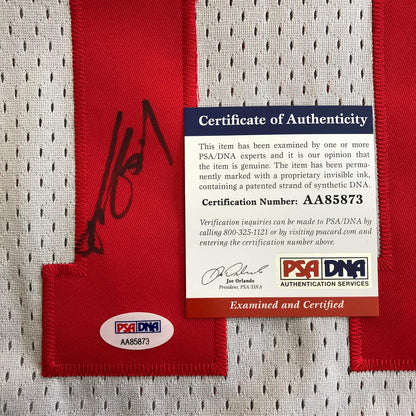 Certificate of Authenticity
This item has been examined by one or more
PSA/DNA experts and it is our opinion that
the item is genuine. The item has been perma-
nently marked with a proprietary invisible ink,
containing a patented strand of synthetic DNA.
Certification Number: AA85873
Verification inquiries can be made to PSA/DNA by
calling 800-325-1121 or by visiting psacard.com and
entering the certification number above.
Joe Orlando
President, PSA/DNA
PSA DNA
AUTHENTICATION SERVICES
Examined and Certified
PSA DNA
AA85873